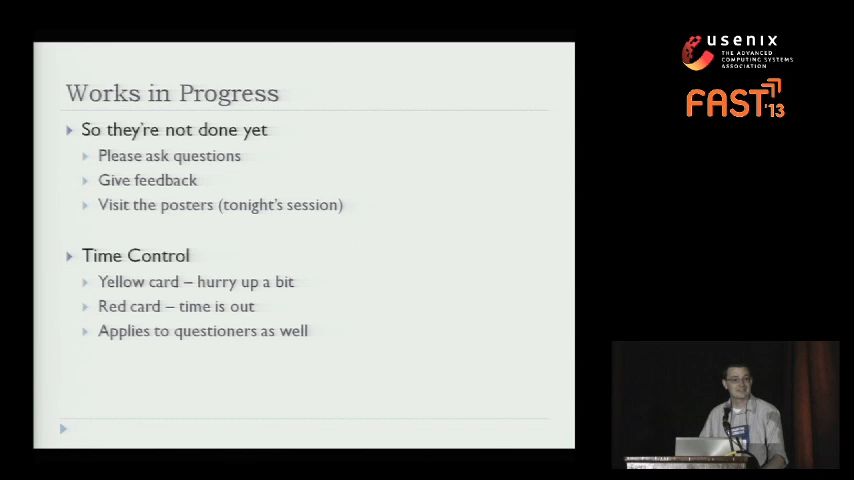 usenix
THE ADVANCED
COMPUTING SYSTEMS
ASSOCIATION
FAST '13
Works in Progress
So they're not done yet
Please ask questions
Give feedback
Visit the posters (tonight's session)
Time Control
Yellow card – hurry up a bit
Red card – time is out
Applies to questioners as well